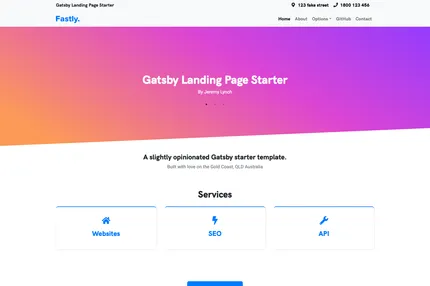 Gatsby Landing Page Starter
123 fake street
1800 123 456
Fastly.
Home
About
Options
GitHub
Contact
Gatsby Landing Page Starter
By Jeremy Lynch
A slightly opinionated Gatsby starter template.
Built with love on the Gold Coast, QLD Australia
Services
Websites
SEO
API